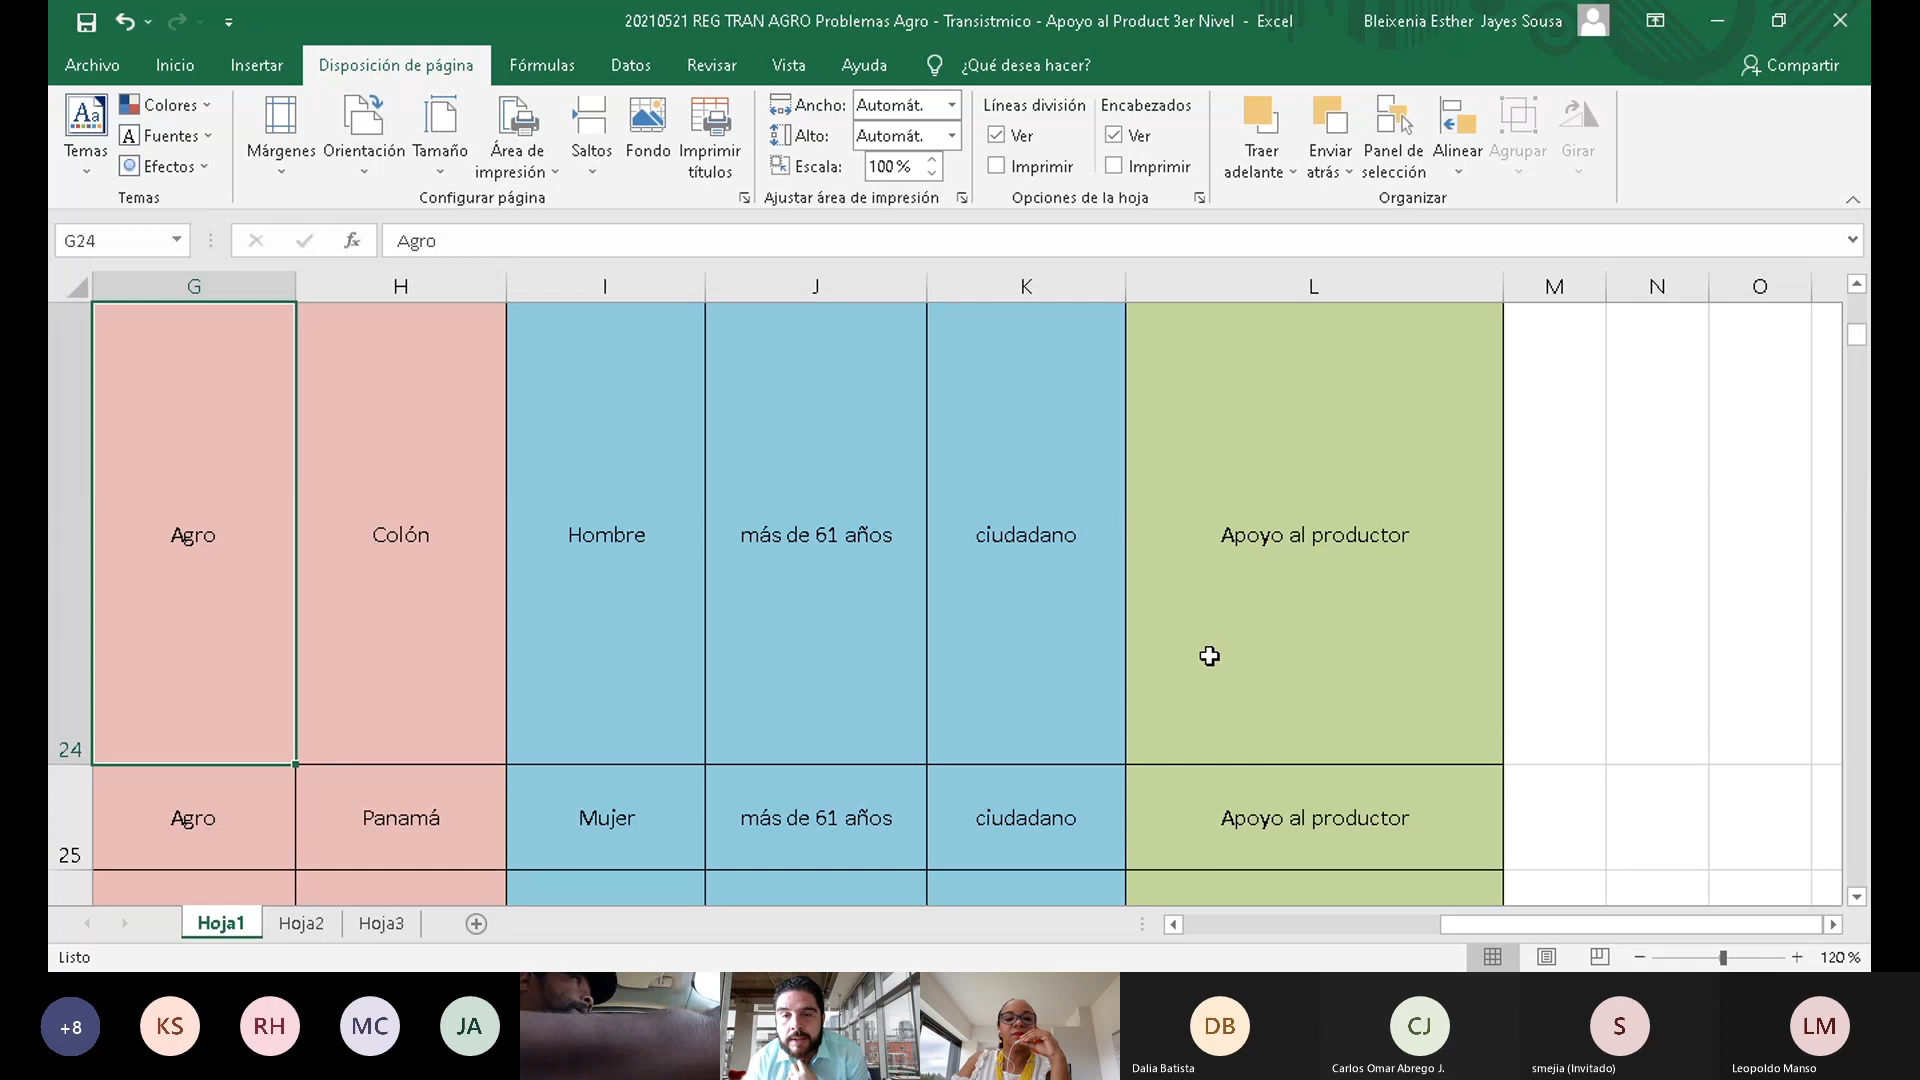 20210521 REG TRAN AGRO Problemas Agro - Transistmico - Apoyo al Product 3er Nivel - Excel
Bleixenia Esther Jayes Sousa
Archivo Inicio Insertar Disposición de página Fórmulas Datos Revisar Vista Ayuda ¿Qué desea hacer? Compartir
Aa
Temas
Colores
A Fuentes
Efectos
Temas
Márgenes Orientación Tamaño Área de impresión Saltos Fondo Imprimir títulos
Configurar página
Ancho: Automát.
Alto: Automát.
Escala: 100 %
Ajustar área de impresión
Líneas división Encabezados
Ver Ver
Imprimir Imprimir
Opciones de la hoja
Traer adelante Enviar atrás Panel de selección Alinear Agrupar Girar
Organizar
G24 fx Agro
G H I J K L M N O
24 Agro Colón Hombre más de 61 años ciudadano Apoyo al productor
25 Agro Panamá Mujer más de 61 años ciudadano Apoyo al productor
Hoja1 Hoja2 Hoja3
Listo 120 %
+8 KS RH MC JA DB CJ S LM
Dalia Batista Carlos Omar Abrego J. smejia (Invitado) Leopoldo Manso